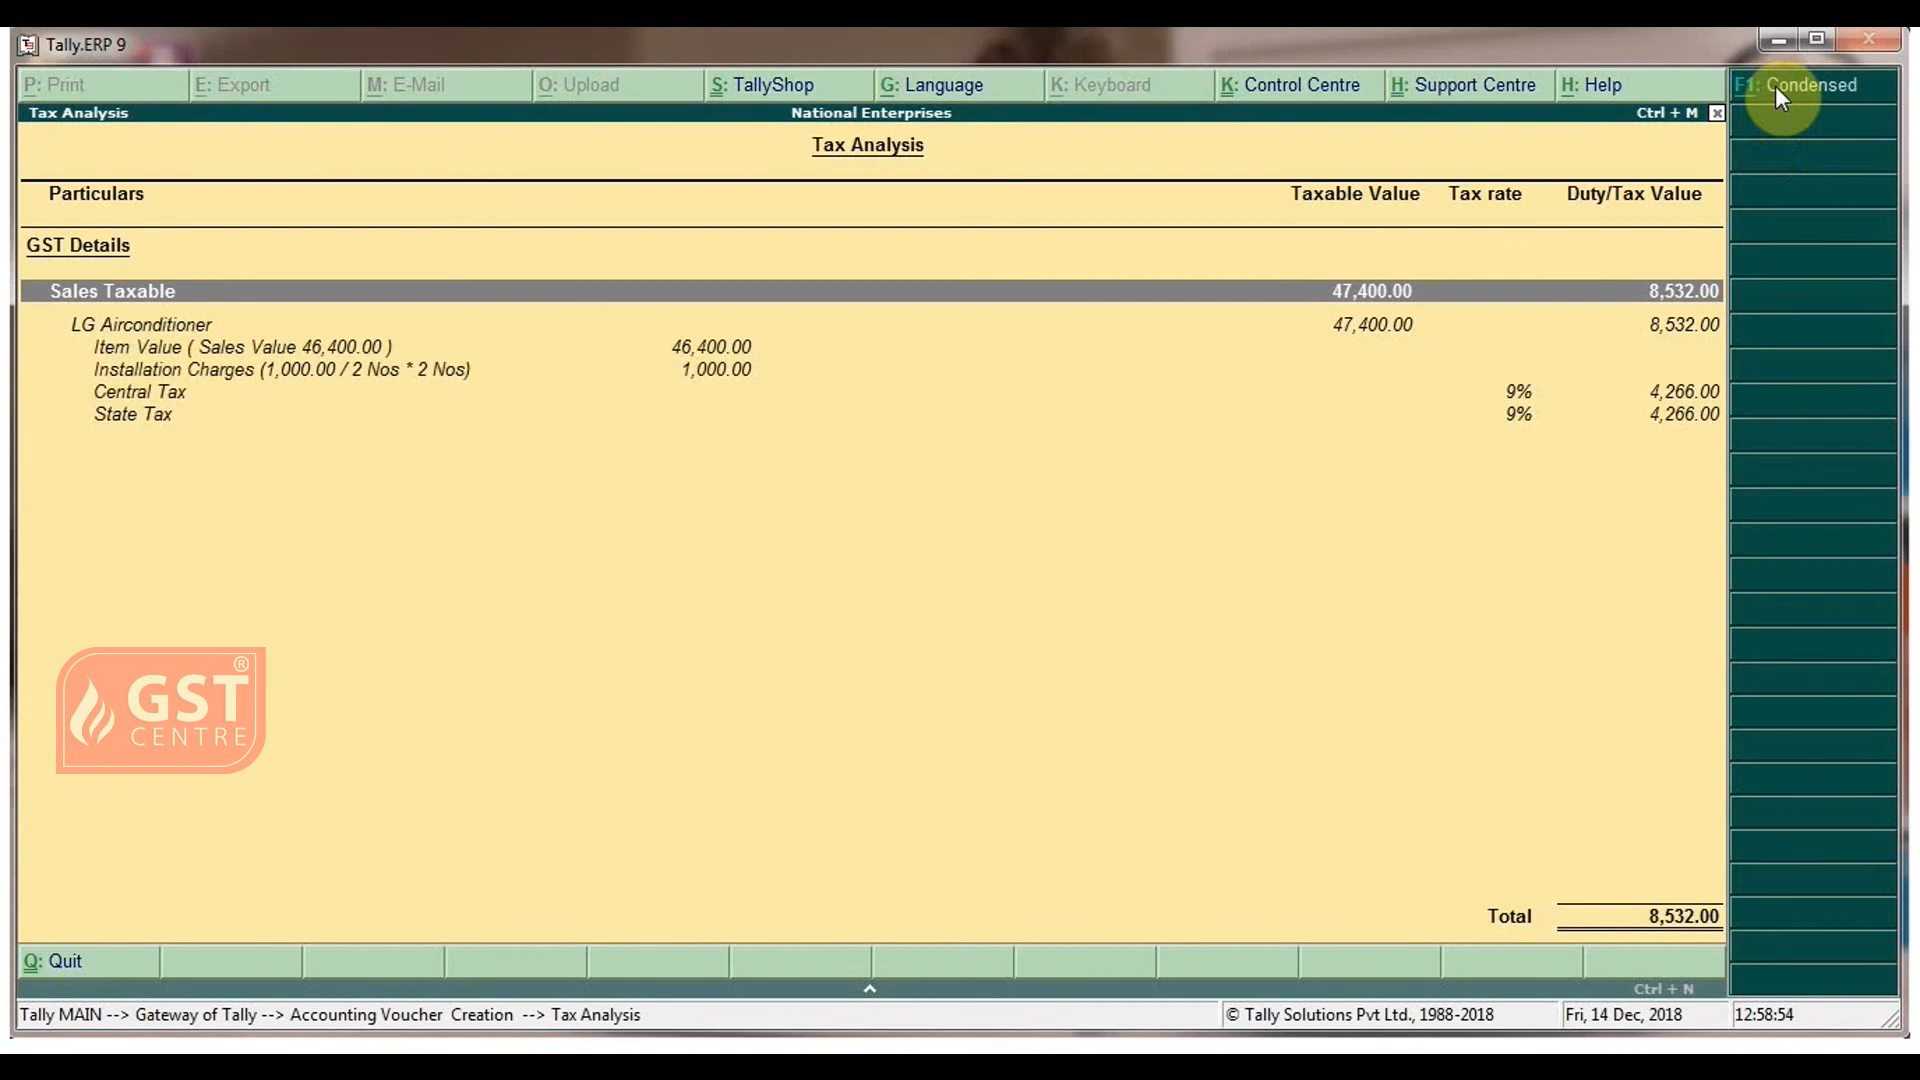 Tally.ERP 9
P: Print E: Export M: E-Mail O: Upload S: TallyShop G: Language K: Keyboard K: Control Centre H: Support Centre H: Help F1: Condensed
Tax Analysis National Enterprises Ctrl + M
Tax Analysis
Particulars Taxable Value Tax rate Duty/Tax Value
GST Details
Sales Taxable 47,400.00 8,532.00
LG Airconditioner 47,400.00 8,532.00
Item Value ( Sales Value 46,400.00 ) 46,400.00
Installation Charges (1,000.00 / 2 Nos * 2 Nos) 1,000.00
Central Tax 9% 4,266.00
State Tax 9% 4,266.00
GST ®
CENTRE
Total 8,532.00
Q: Quit
Ctrl + N
Tally MAIN --> Gateway of Tally --> Accounting Voucher Creation --> Tax Analysis © Tally Solutions Pvt Ltd., 1988-2018 Fri, 14 Dec, 2018 12:58:54